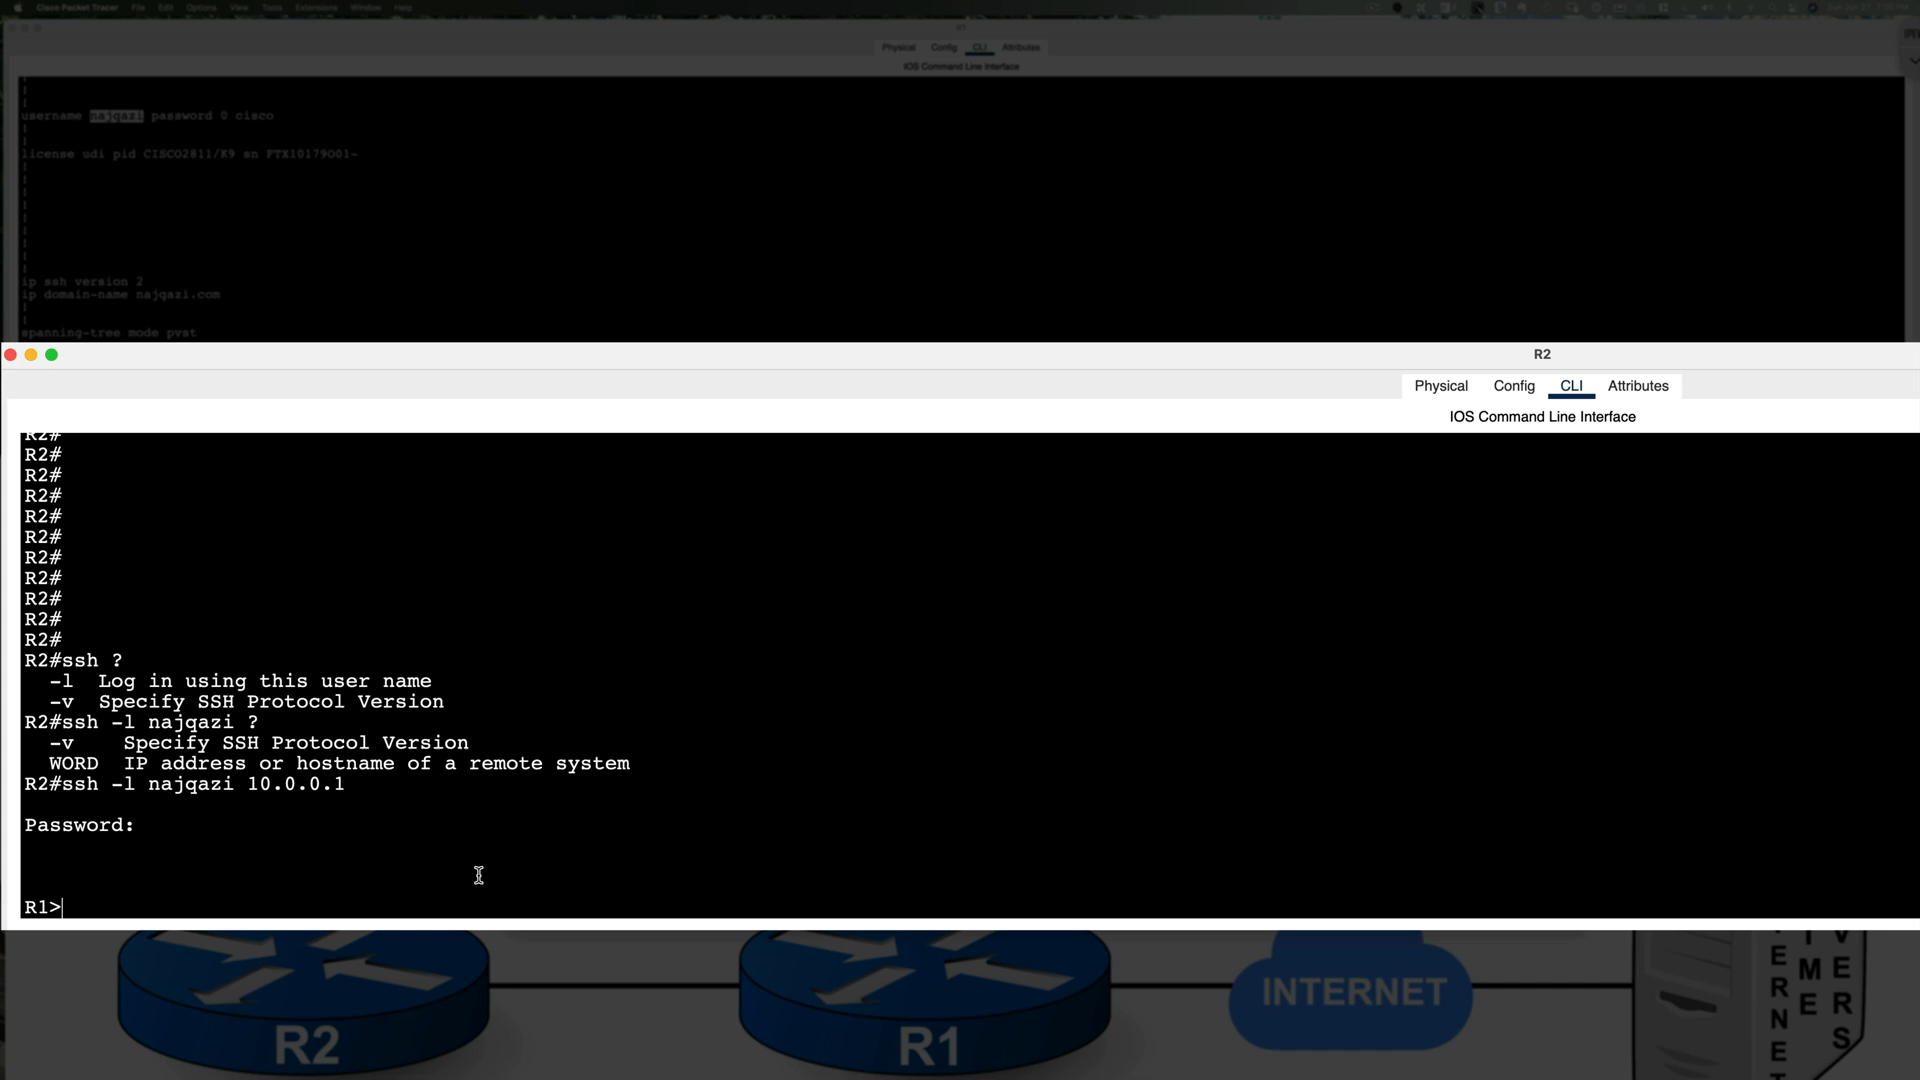 Cisco Packet Tracer File Edit Options View Tools Extensions Window Help
R1
Physical Config CLI Attributes
IOS Command Line Interface
!
!
username najqazi password 0 cisco
!
!
license udi pid CISCO2811/K9 sn FTX10179O01-
!
!
!
!
!
!
!
!
!
ip ssh version 2
ip domain-name najqazi.com
!
!
spanning-tree mode pvst
R2
Physical Config CLI Attributes
IOS Command Line Interface
R2#
R2#
R2#
R2#
R2#
R2#
R2#
R2#
R2#
R2#
R2#
R2#ssh ?
-l Log in using this user name
-v Specify SSH Protocol Version
R2#ssh -l najqazi ?
-v Specify SSH Protocol Version
WORD IP address or hostname of a remote system
R2#ssh -l najqazi 10.0.0.1
Password:
R1>
R2
R1
INTERNET